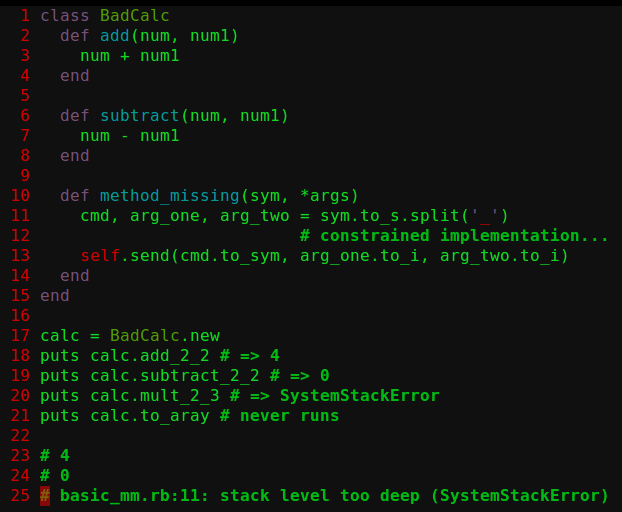 1 class BadCalc
2   def add(num, num1)
3     num + num1
4   end
5
6   def subtract(num, num1)
7     num - num1
8   end
9
10   def method_missing(sym, *args)
11     cmd, arg_one, arg_two = sym.to_s.split('_')
12                           # constrained implementation...
13     self.send(cmd.to_sym, arg_one.to_i, arg_two.to_i)
14   end
15 end
16
17 calc = BadCalc.new
18 puts calc.add_2_2 # => 4
19 puts calc.subtract_2_2 # => 0
20 puts calc.mult_2_3 # => SystemStackError
21 puts calc.to_aray # never runs
22
23 # 4
24 # 0
25 # basic_mm.rb:11: stack level too deep (SystemStackError)